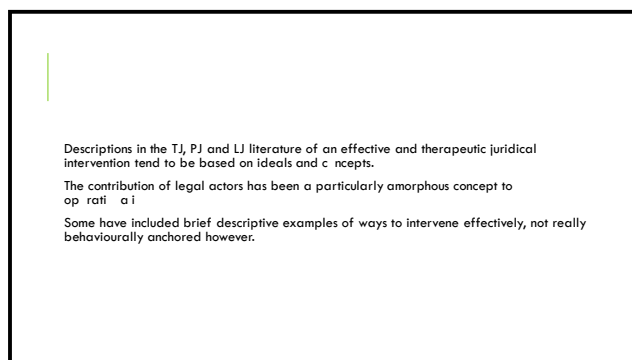 Descriptions in the TJ, PJ and LJ literature of an effective and therapeutic juridical
intervention tend to be based on ideals and c ncepts.
The contribution of legal actors has been a particularly amorphous concept to
op rati a i
Some have included brief descriptive examples of ways to intervene effectively, not really
behaviourally anchored however.